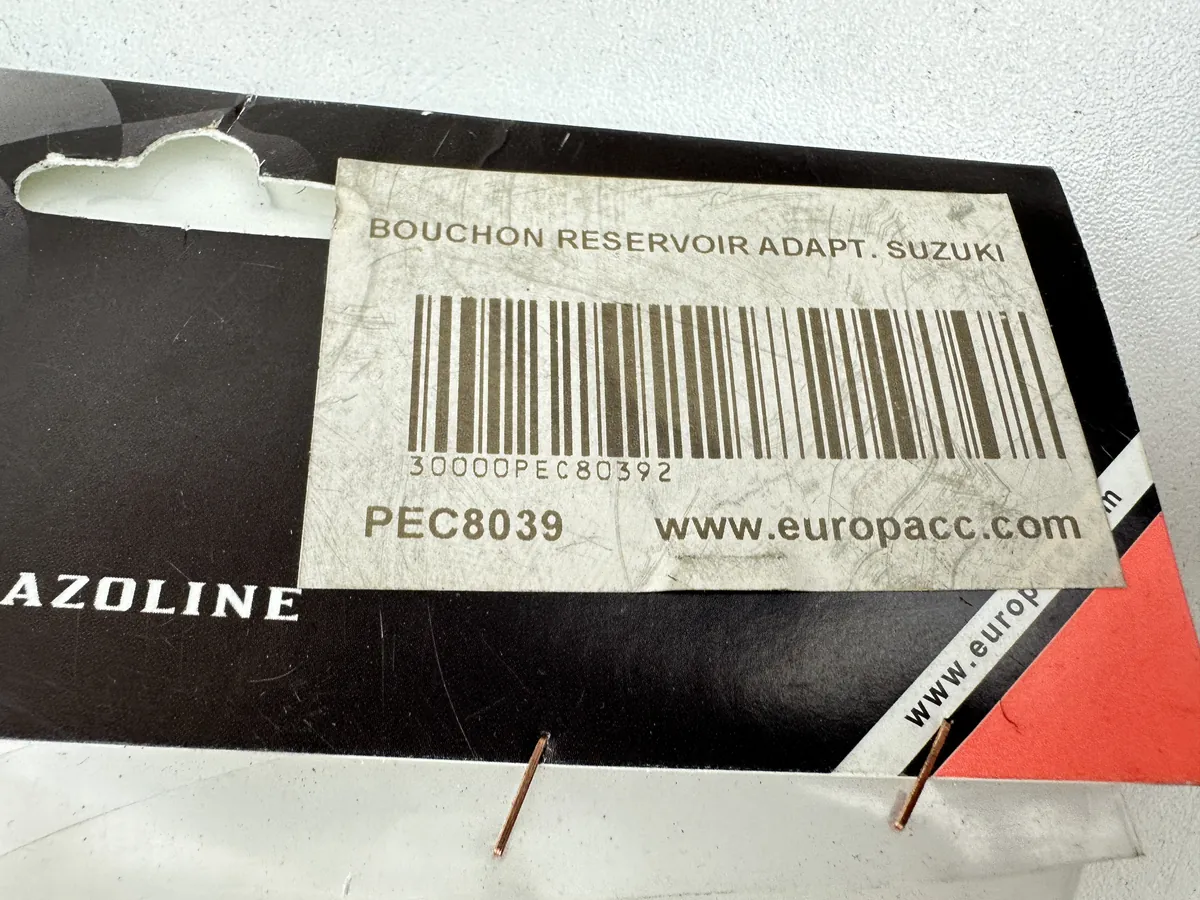 BOUCHON RESERVOIR ADAPT. SUZUKI
30000PEC80392
PEC8039 www.europacc.com
AZOLINE
www.europ
m